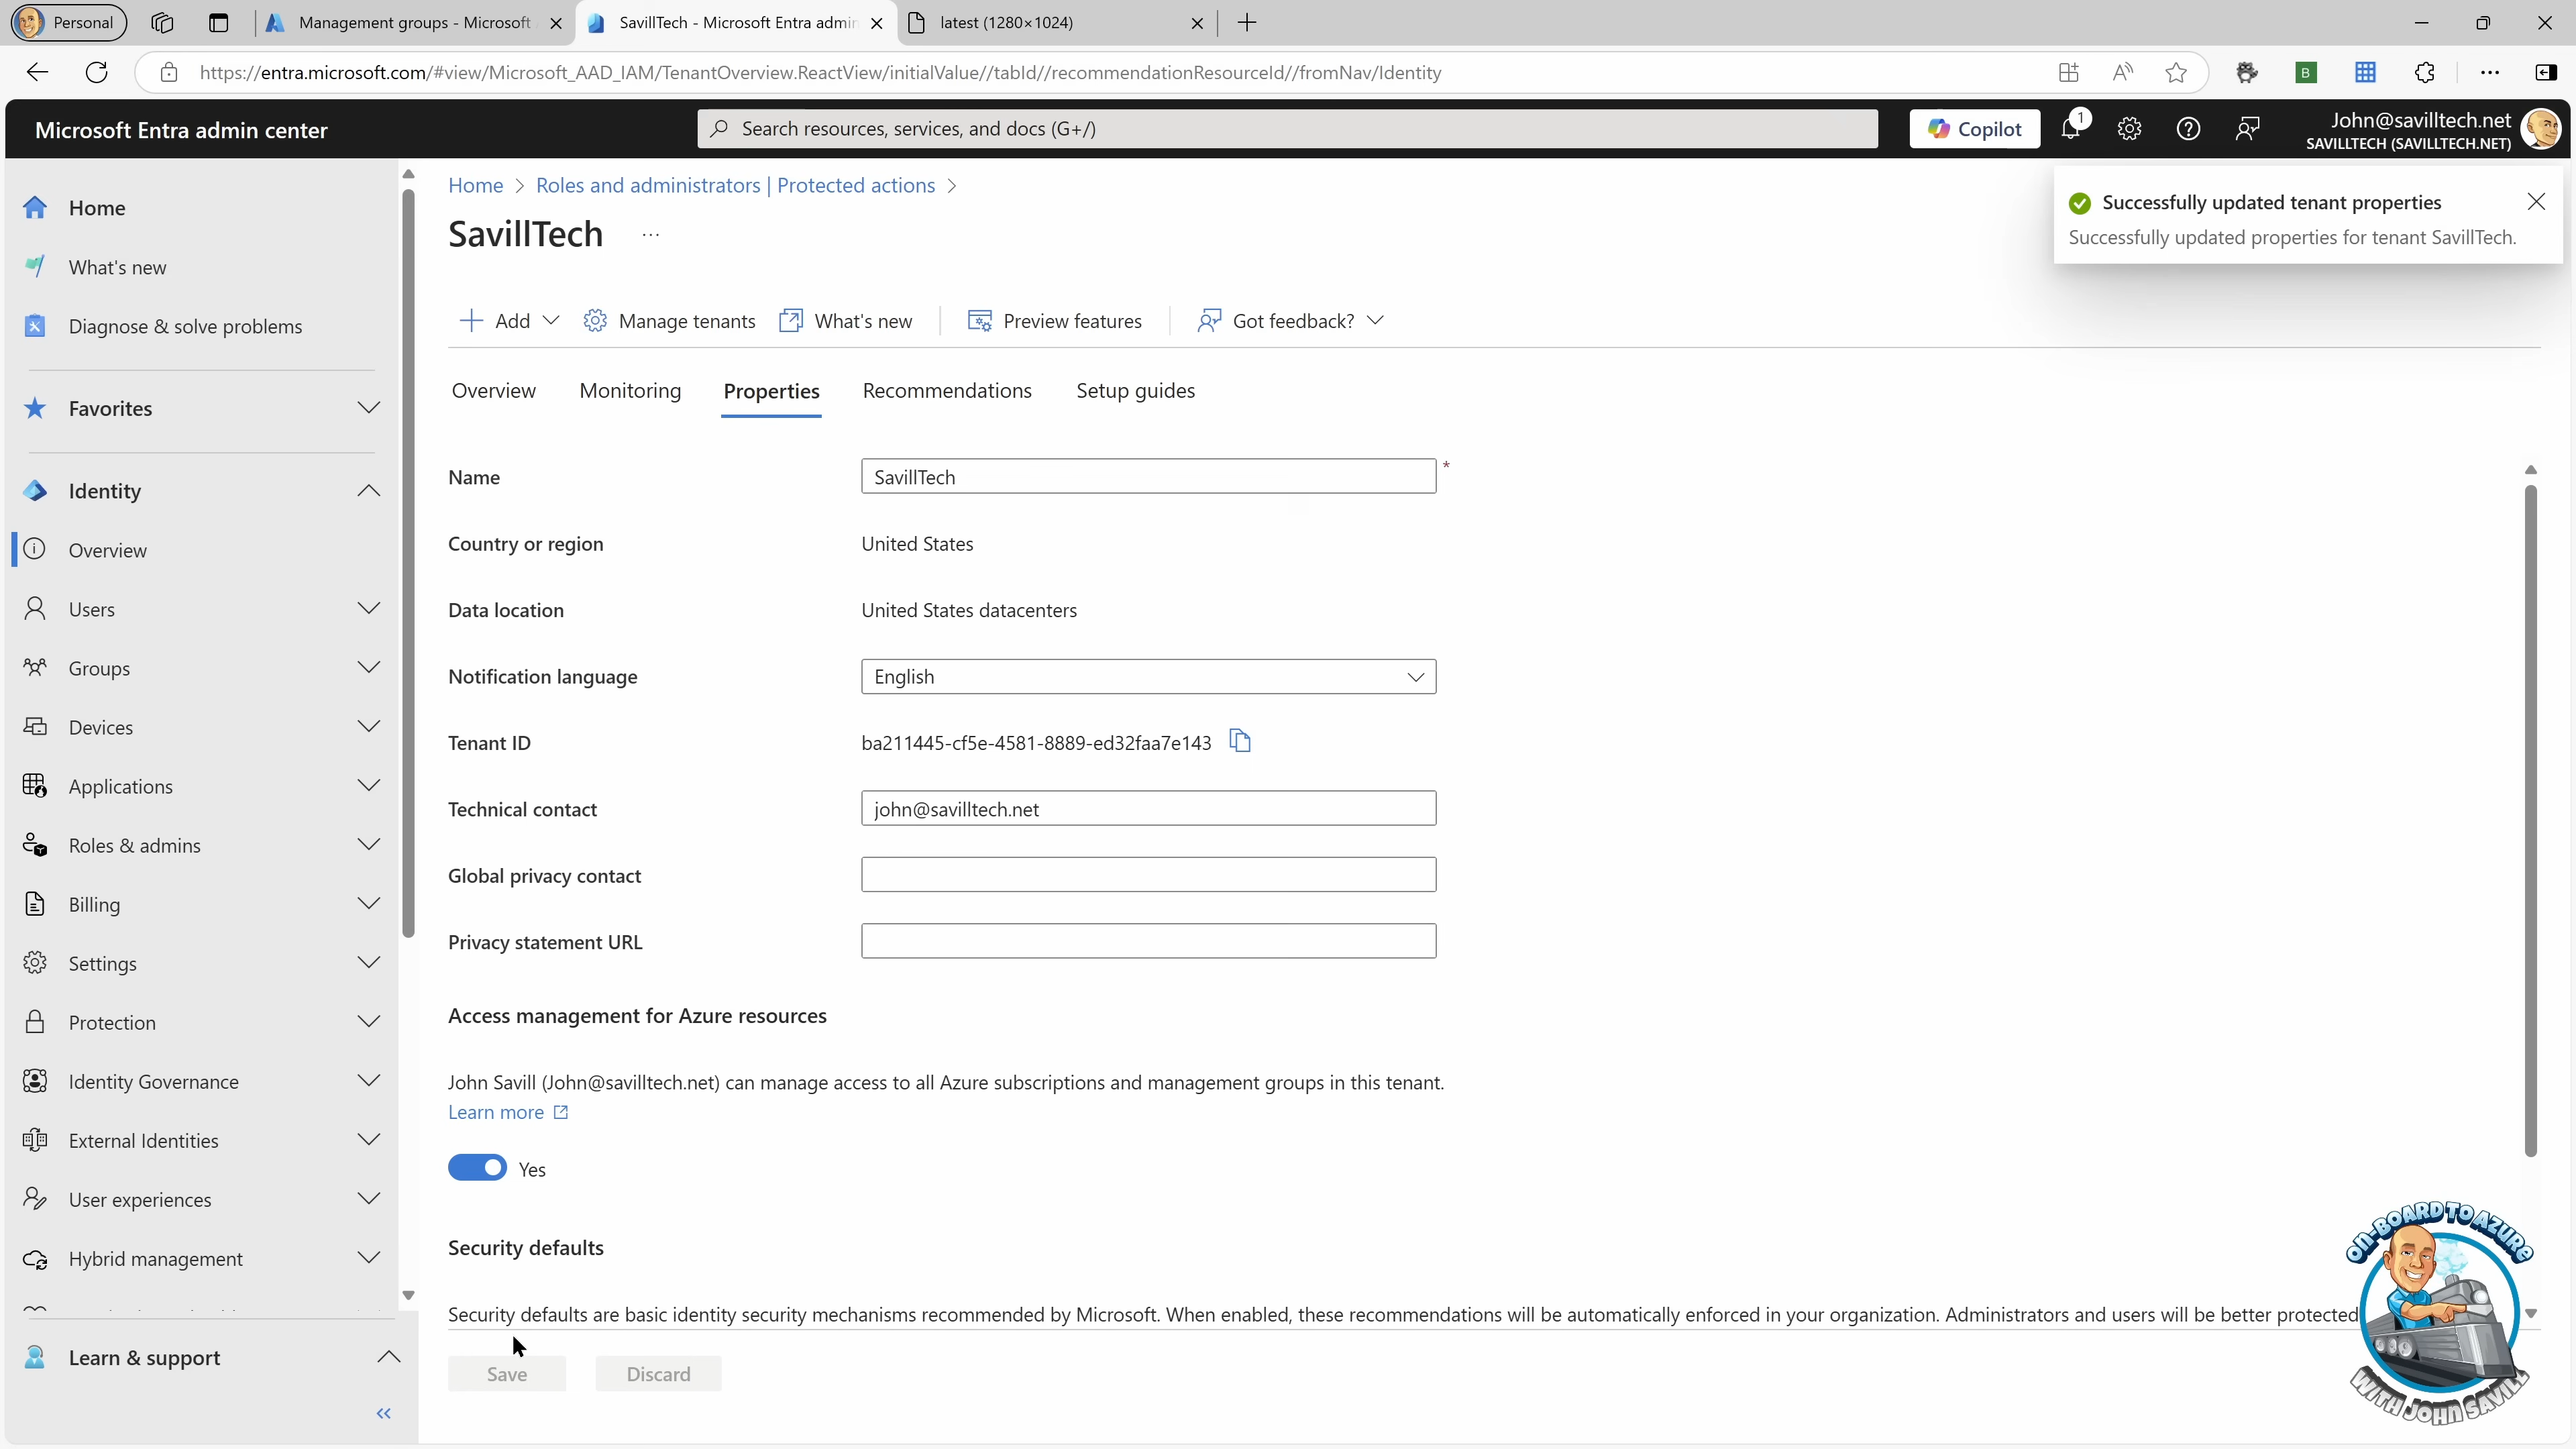 Personal
Management groups - Microsoft
SavillTech - Microsoft Entra admin
latest (1280×1024)
https://entra.microsoft.com/#view/Microsoft_AAD_IAM/TenantOverview.ReactView/initialValue//tabId//recommendationResourceId//fromNav/Identity
B
Microsoft Entra admin center
Search resources, services, and docs (G+/)
Copilot
1
John@savilltech.net
SAVILLTECH (SAVILLTECH.NET)
Home
What's new
Diagnose & solve problems
Favorites
Identity
Overview
Users
Groups
Devices
Applications
Roles & admins
Billing
Settings
Protection
Identity Governance
External Identities
User experiences
Hybrid management
Learn & support
Home > Roles and administrators | Protected actions >
SavillTech
...
Successfully updated tenant properties
Successfully updated properties for tenant SavillTech.
Add
Manage tenants
What's new
Preview features
Got feedback?
Overview
Monitoring
Properties
Recommendations
Setup guides
Name
SavillTech
*
Country or region
United States
Data location
United States datacenters
Notification language
English
Tenant ID
ba211445-cf5e-4581-8889-ed32faa7e143
Technical contact
john@savilltech.net
Global privacy contact
Privacy statement URL
Access management for Azure resources
John Savill (John@savilltech.net) can manage access to all Azure subscriptions and management groups in this tenant.
Learn more
Yes
Security defaults
Security defaults are basic identity security mechanisms recommended by Microsoft. When enabled, these recommendations will be automatically enforced in your organization. Administrators and users will be better protected
Save
Discard
ON-BOARD TO AZURE
WITH JOHN SAVILL